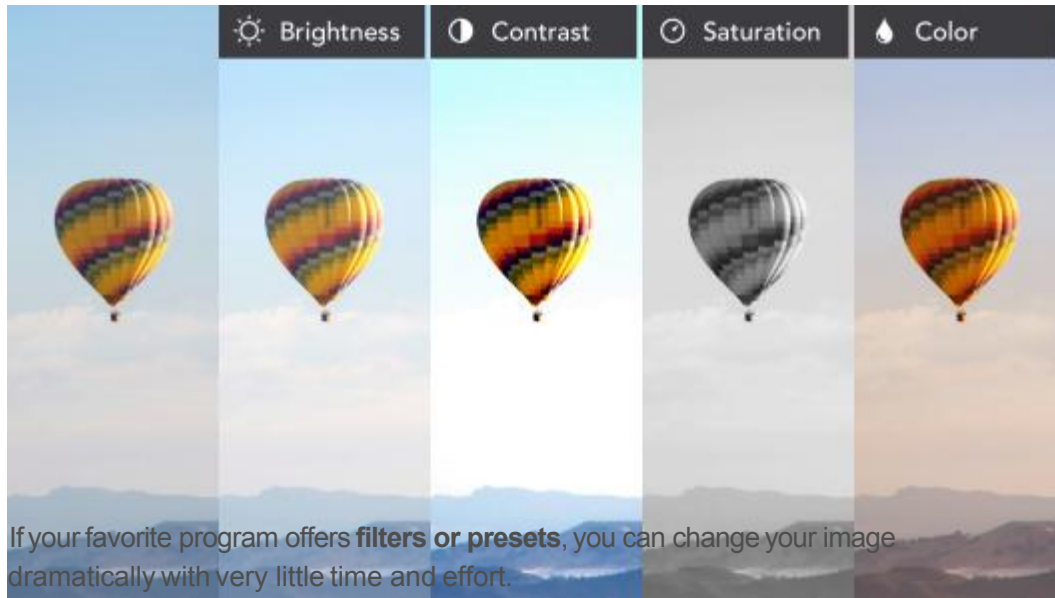 Brightness Contrast Saturation Color
If your favorite program offers filters or presets, you can change your image
dramatically with very little time and effort.